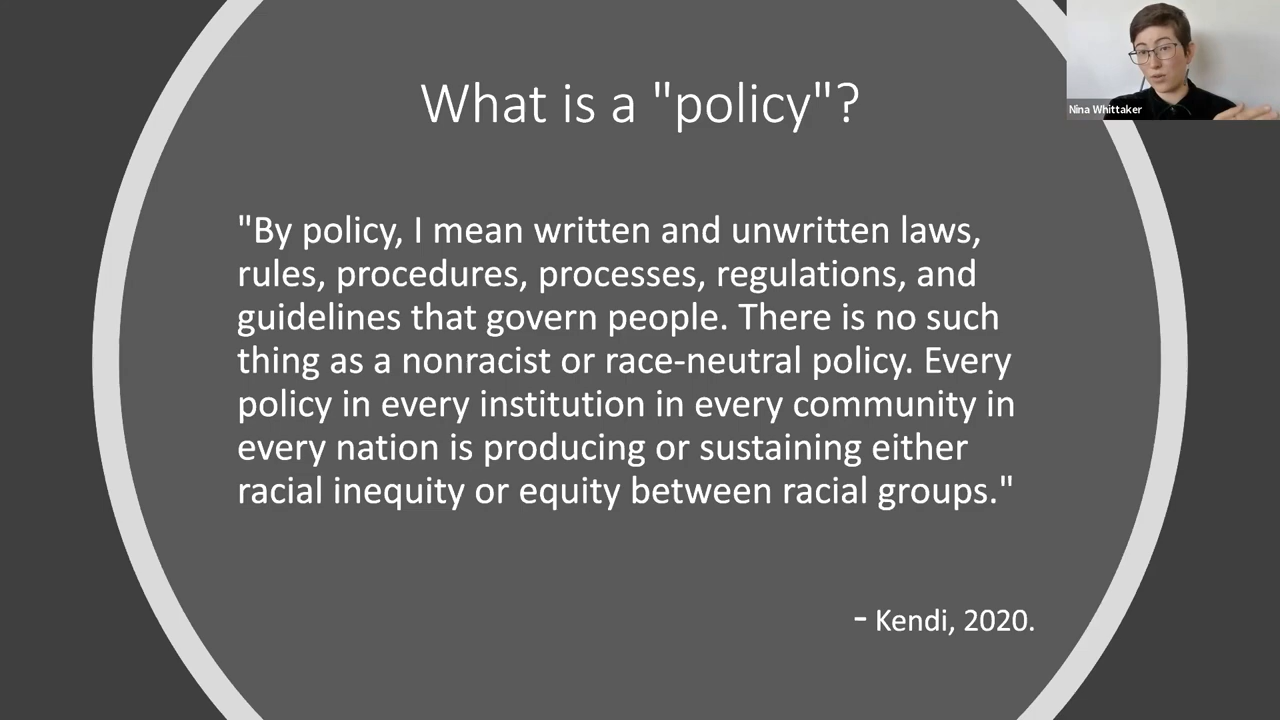 What is a "policy"?
Nina Whittaker
"By policy, I mean written and unwritten laws,
rules, procedures, processes, regulations, and
guidelines that govern people. There is no such
thing as a nonracist or race-neutral policy. Every
policy in every institution in every community in
every nation is producing or sustaining either
racial inequity or equity between racial groups."
- Kendi, 2020.